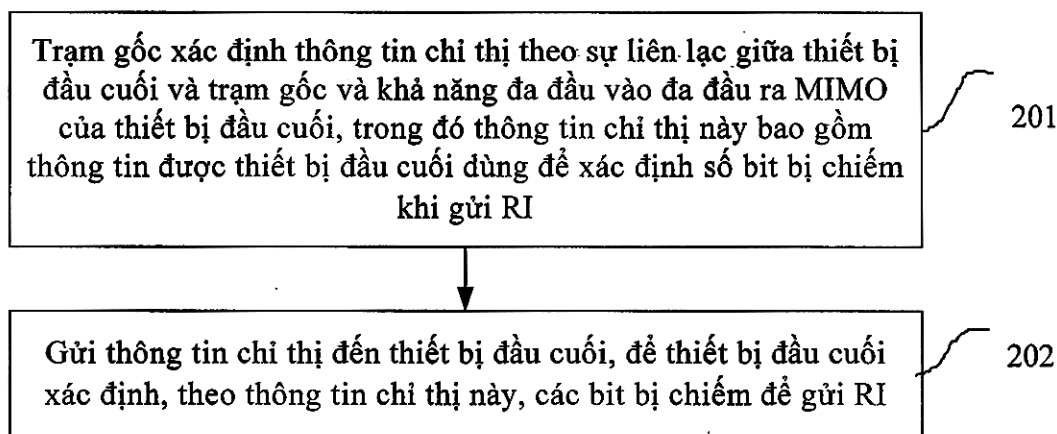 Trạm gốc xác định thông tin chỉ thị theo sự liên lạc giữa thiết bị
đầu cuối và trạm gốc và khả năng đa đầu vào đa đầu ra MIMO
của thiết bị đầu cuối, trong đó thông tin chỉ thị này bao gồm
thông tin được thiết bị đầu cuối dùng để xác định số bit bị chiếm
khi gửi RI
201
Gửi thông tin chỉ thị đến thiết bị đầu cuối, để thiết bị đầu cuối
xác định, theo thông tin chỉ thị này, các bit bị chiếm để gửi RI
202